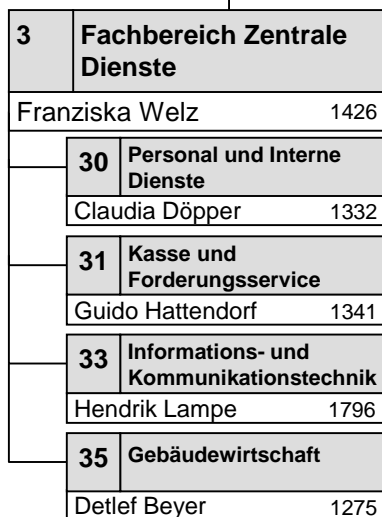 3 Fachbereich Zentrale
Dienste
Franziska Welz 1426
30 Personal und Interne
Dienste
Claudia Döpper 1332
31 Kasse und
Forderungsservice
Guido Hattendorf 1341
33 Informations- und
Kommunikationstechnik
Hendrik Lampe 1796
35 Gebäudewirtschaft
Detlef Beyer 1275